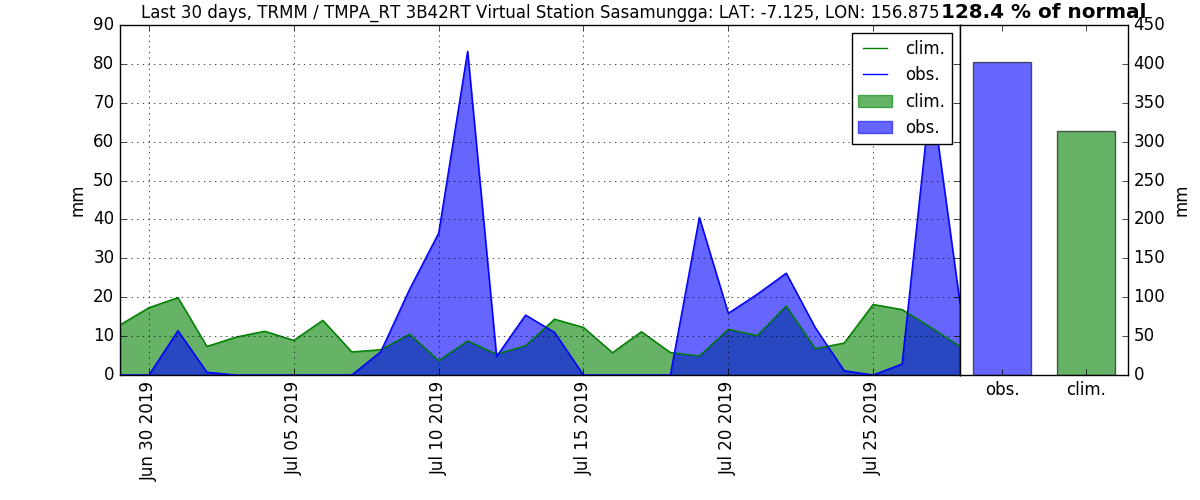 Last 30 days, TRMM / TMPA_RT 3B42RT Virtual Station Sasamungga: LAT: -7.125, LON: 156.875
128.4 % of normal
90
80
70
60
50
40
30
20
10
0
mm
clim.
obs.
clim.
obs.
Jun 30 2019
Jul 05 2019
Jul 10 2019
Jul 15 2019
Jul 20 2019
Jul 25 2019
450
400
350
300
250
200
150
100
50
0
mm
obs.
clim.